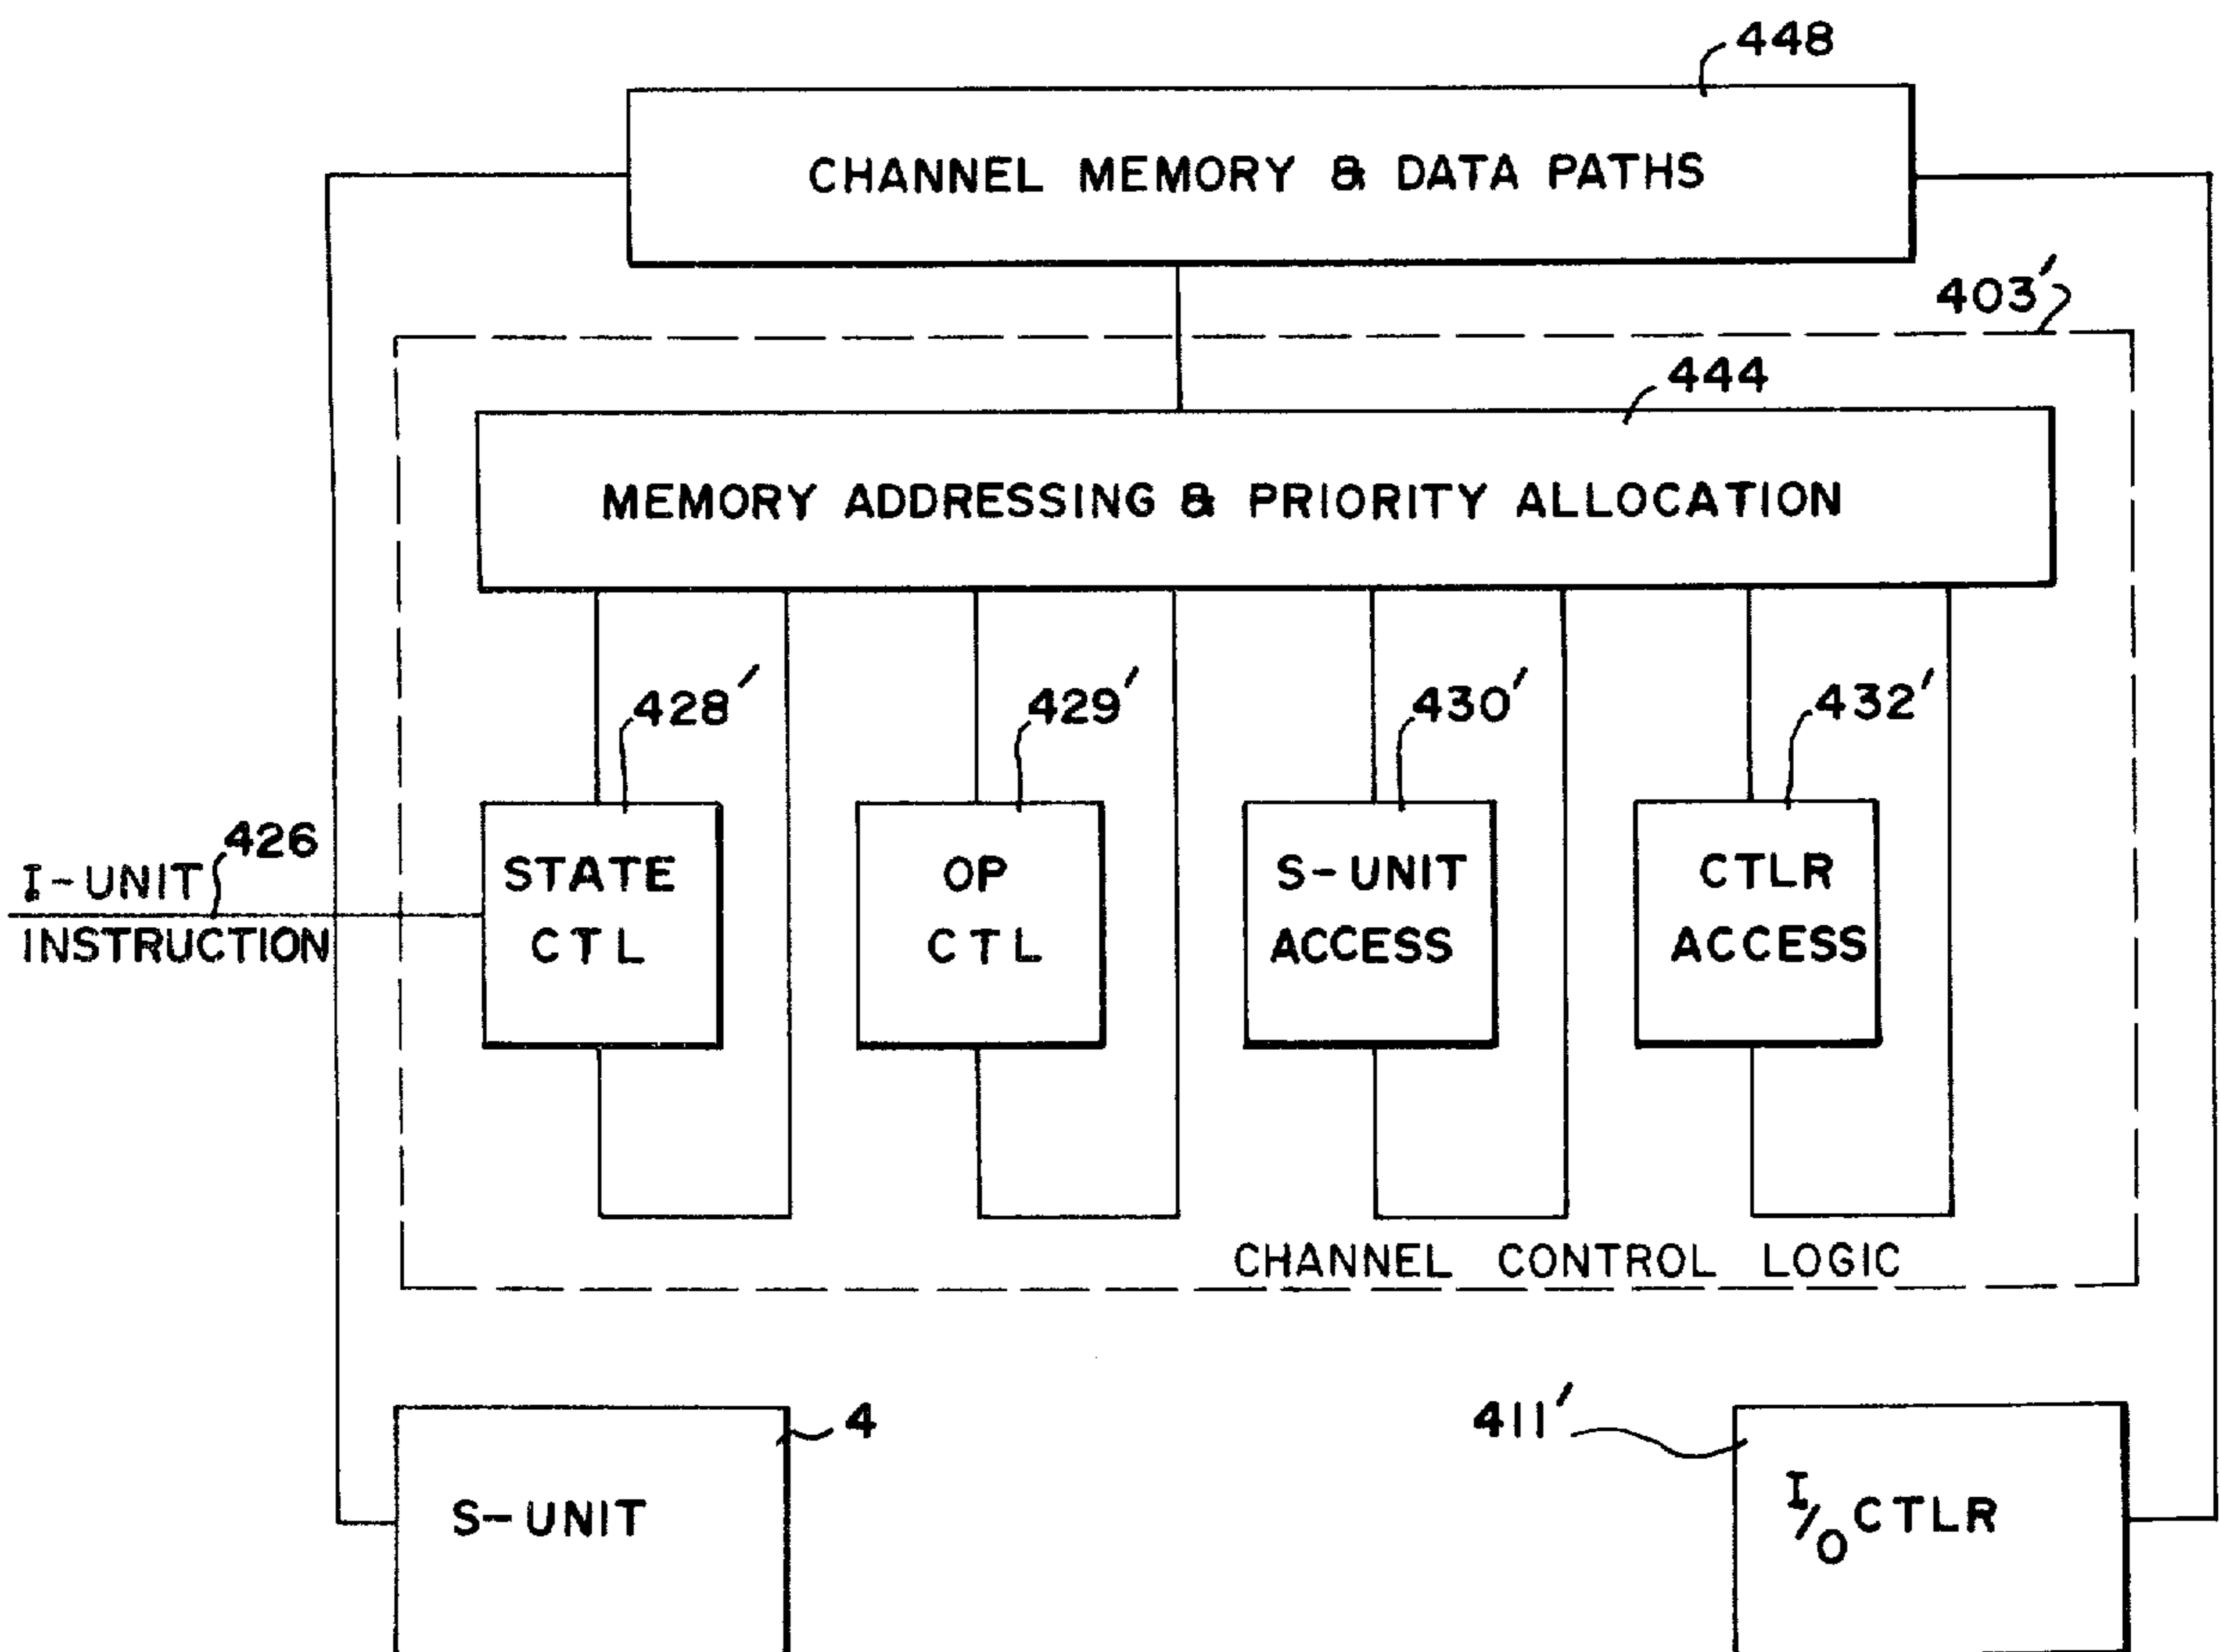 448
CHANNEL MEMORY & DATA PATHS
403'
444
MEMORY ADDRESSING & PRIORITY ALLOCATION
428'
429'
430'
432'
426
I-UNIT
INSTRUCTION
STATE
CTL
OP
CTL
S-UNIT
ACCESS
CTLR
ACCESS
CHANNEL CONTROL LOGIC
4
411'
S-UNIT
I/O CTLR